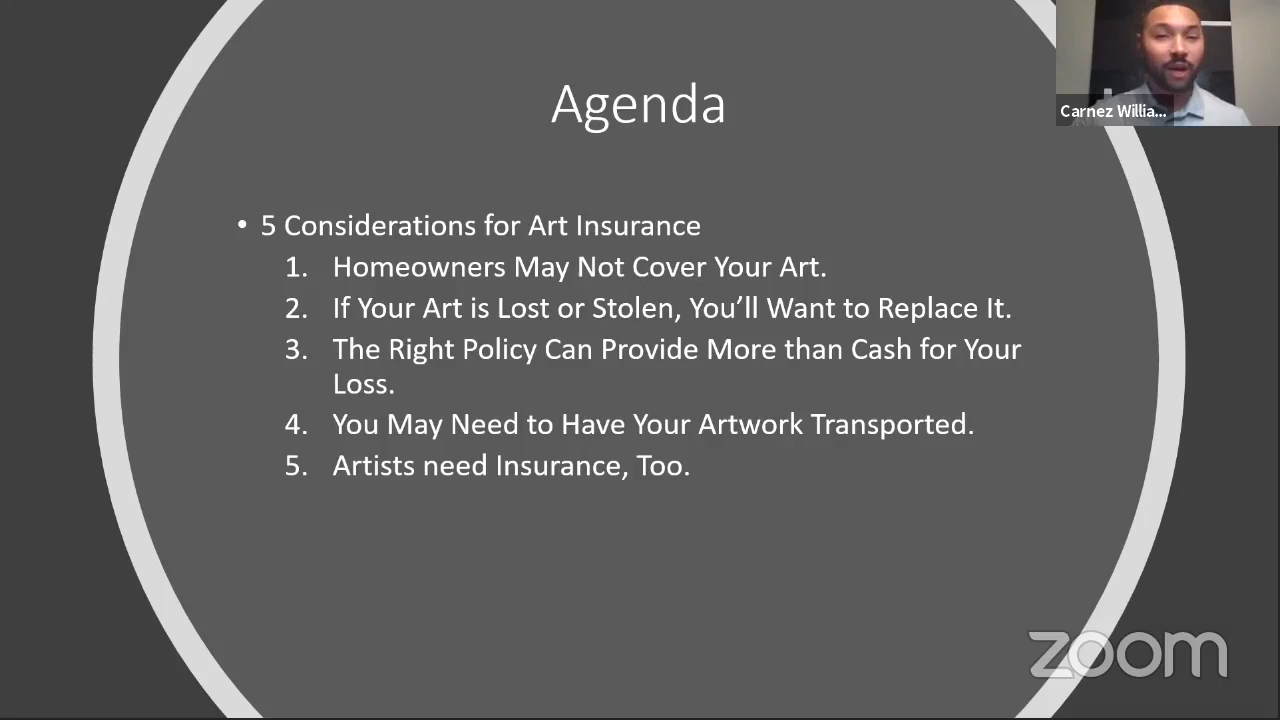 Agenda
Carnez Willia...
• 5 Considerations for Art Insurance
1. Homeowners May Not Cover Your Art.
2. If Your Art is Lost or Stolen, You’ll Want to Replace It.
3. The Right Policy Can Provide More than Cash for Your
Loss.
4. You May Need to Have Your Artwork Transported.
5. Artists need Insurance, Too.
zoom